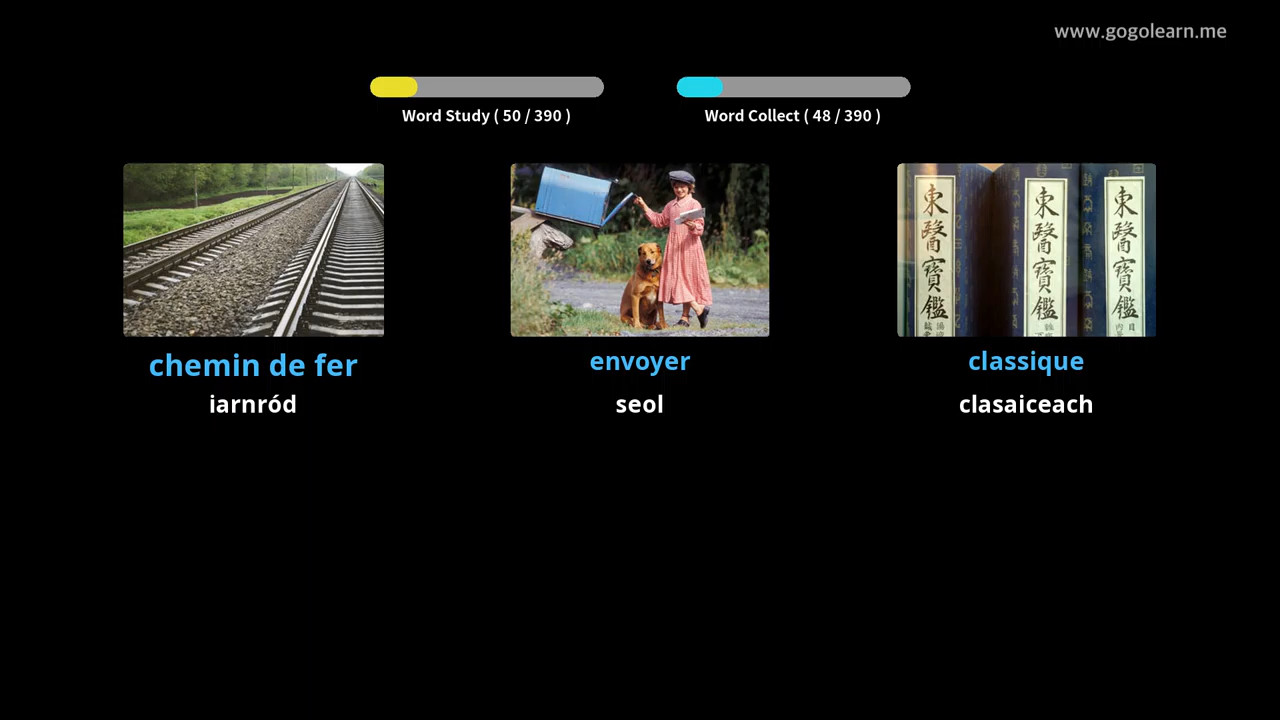 www.gogolearn.me
Word Study ( 50 / 390 )
Word Collect ( 48 / 390 )
東醫寶鑑
東醫寶鑑
東醫寶鑑
chemin de fer
envoyer
classique
iarnród
seol
clasaiceach